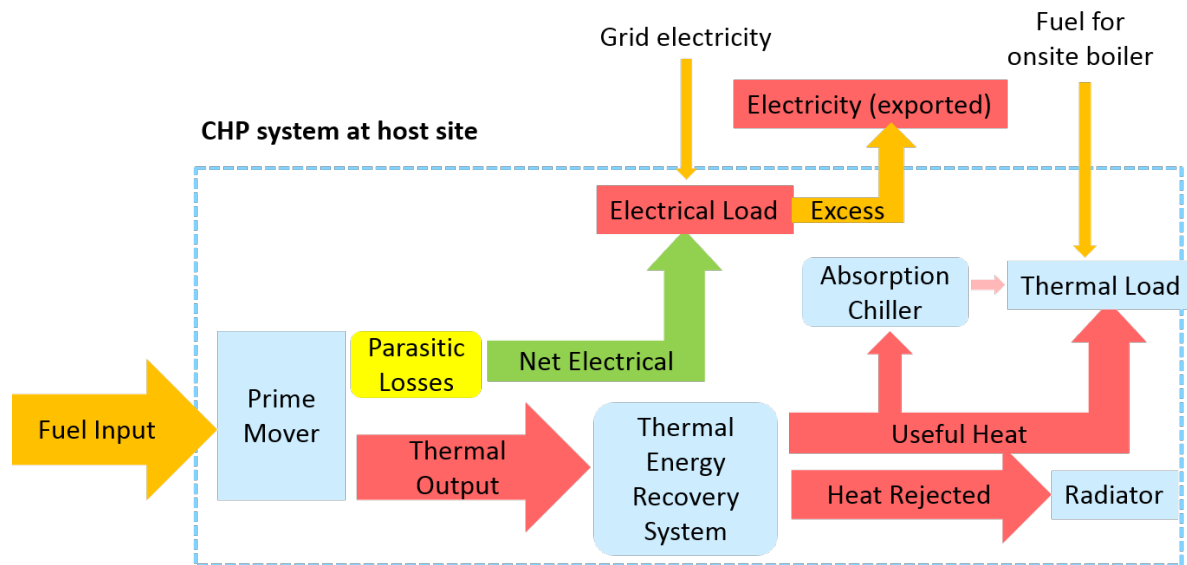 Grid electricity
Fuel for
onsite boiler
Electricity (exported)
CHP system at host site
Electrical Load
Excess
Absorption
Chiller
Thermal Load
Parasitic
Losses
Net Electrical
Prime
Mover
Fuel Input
Thermal
Output
Thermal
Energy
Recovery
System
Useful Heat
Heat Rejected
Radiator